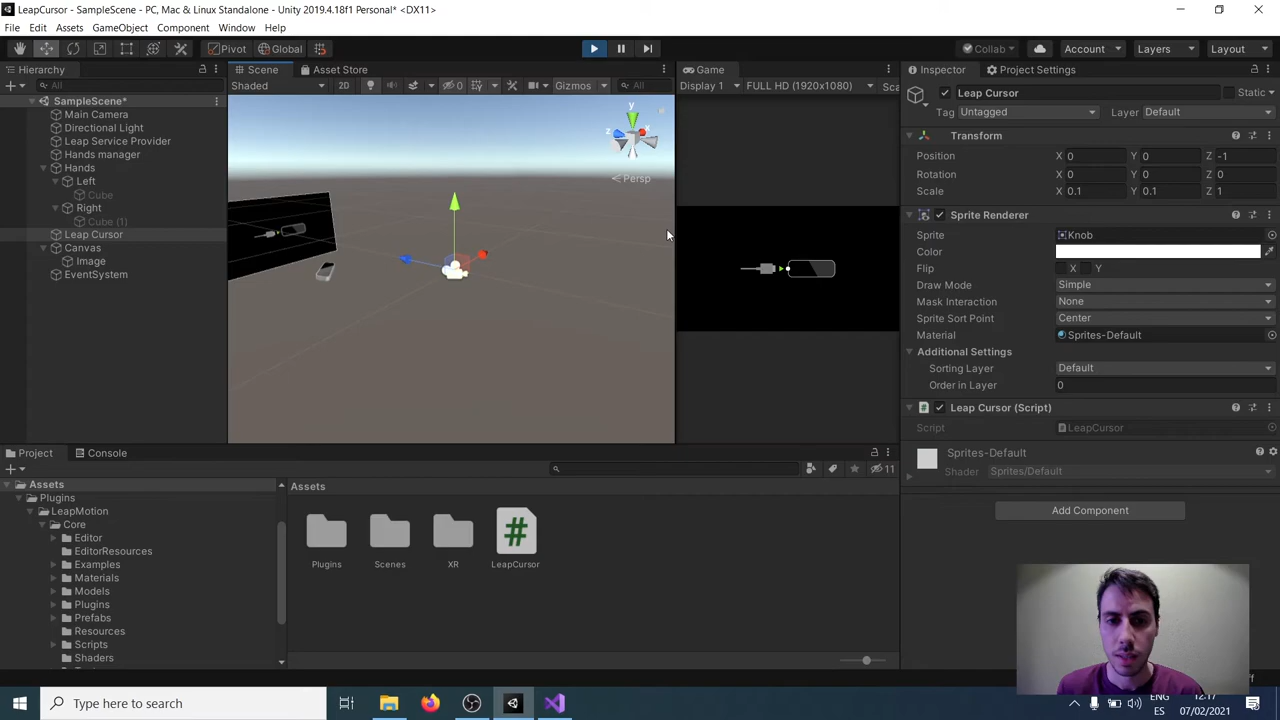 LeapCursor - SampleScene - PC, Mac & Linux Standalone - Unity 2019.4.18f1 Personal* <DX11>
File Edit Assets GameObject Component Window Help
Pivot Global Collab Account Layers Layout
Hierarchy Scene Asset Store Game Inspector Project Settings
All
SampleScene*
Main Camera
Directional Light
Leap Service Provider
Hands manager
Hands
Left
Cube
Right
Cube (1)
Leap Cursor
Canvas
Image
EventSystem
Shaded 2D 0 Gizmos All
y
z x
Persp
Display 1 FULL HD (1920x1080) Sca
Leap Cursor Static
Tag Untagged Layer Default
Transform
Position X 0 Y 0 Z -1
Rotation X 0 Y 0 Z 0
Scale X 0.1 Y 0.1 Z 1
Sprite Renderer
Sprite Knob
Color
Flip X Y
Draw Mode Simple
Mask Interaction None
Sprite Sort Point Center
Material Sprites-Default
Additional Settings
Sorting Layer Default
Order in Layer 0
Leap Cursor (Script)
Script LeapCursor
Sprites-Default
Shader Sprites/Default
Add Component
Project Console
11
Assets
Plugins
LeapMotion
Core
Editor
EditorResources
Examples
Materials
Models
Plugins
Prefabs
Resources
Scripts
Shaders
Assets
Plugins Scenes XR LeapCursor
Type here to search
ENG 12:17
ES 07/02/2021